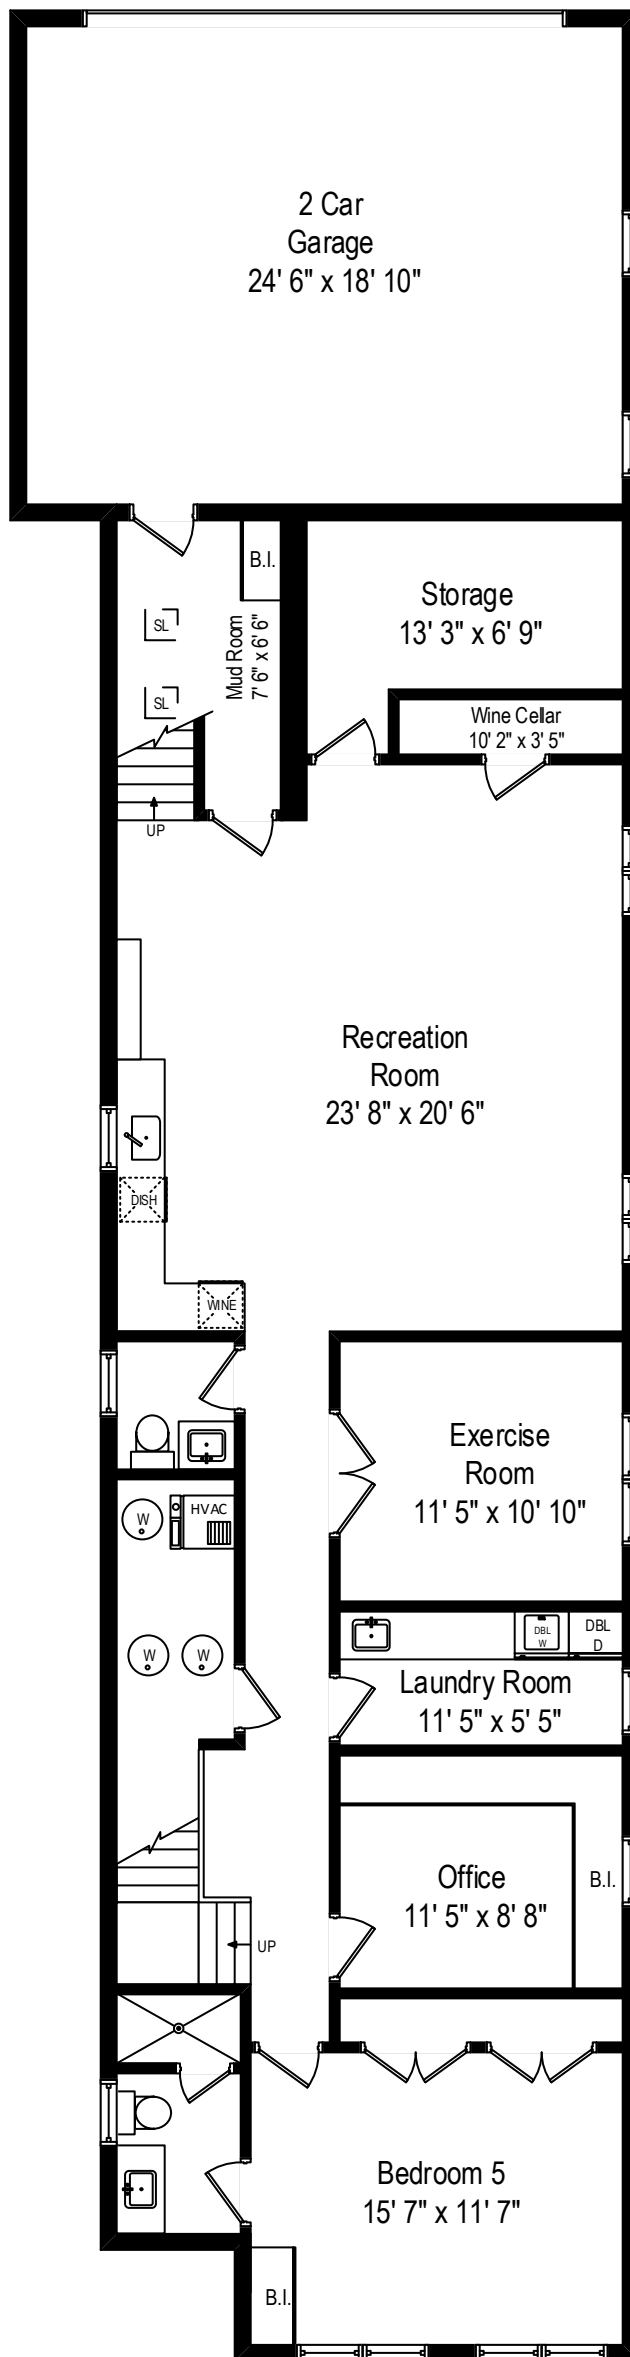 2 Car
Garage
24' 6" x 18' 10"
B.I.
Storage
13' 3" x 6' 9"
SL
Mud Room
7' 6" x 6' 6"
SL
Wine Cellar
10' 2" x 3' 5"
UP
Recreation
Room
23' 8" x 20' 6"
DISH
WINE
Exercise
Room
11' 5" x 10' 10"
W
HVAC
DBL
W
DBL
D
W
W
Laundry Room
11' 5" x 5' 5"
Office
11' 5" x 8' 8"
B.I.
UP
Bedroom 5
15' 7" x 11' 7"
B.I.